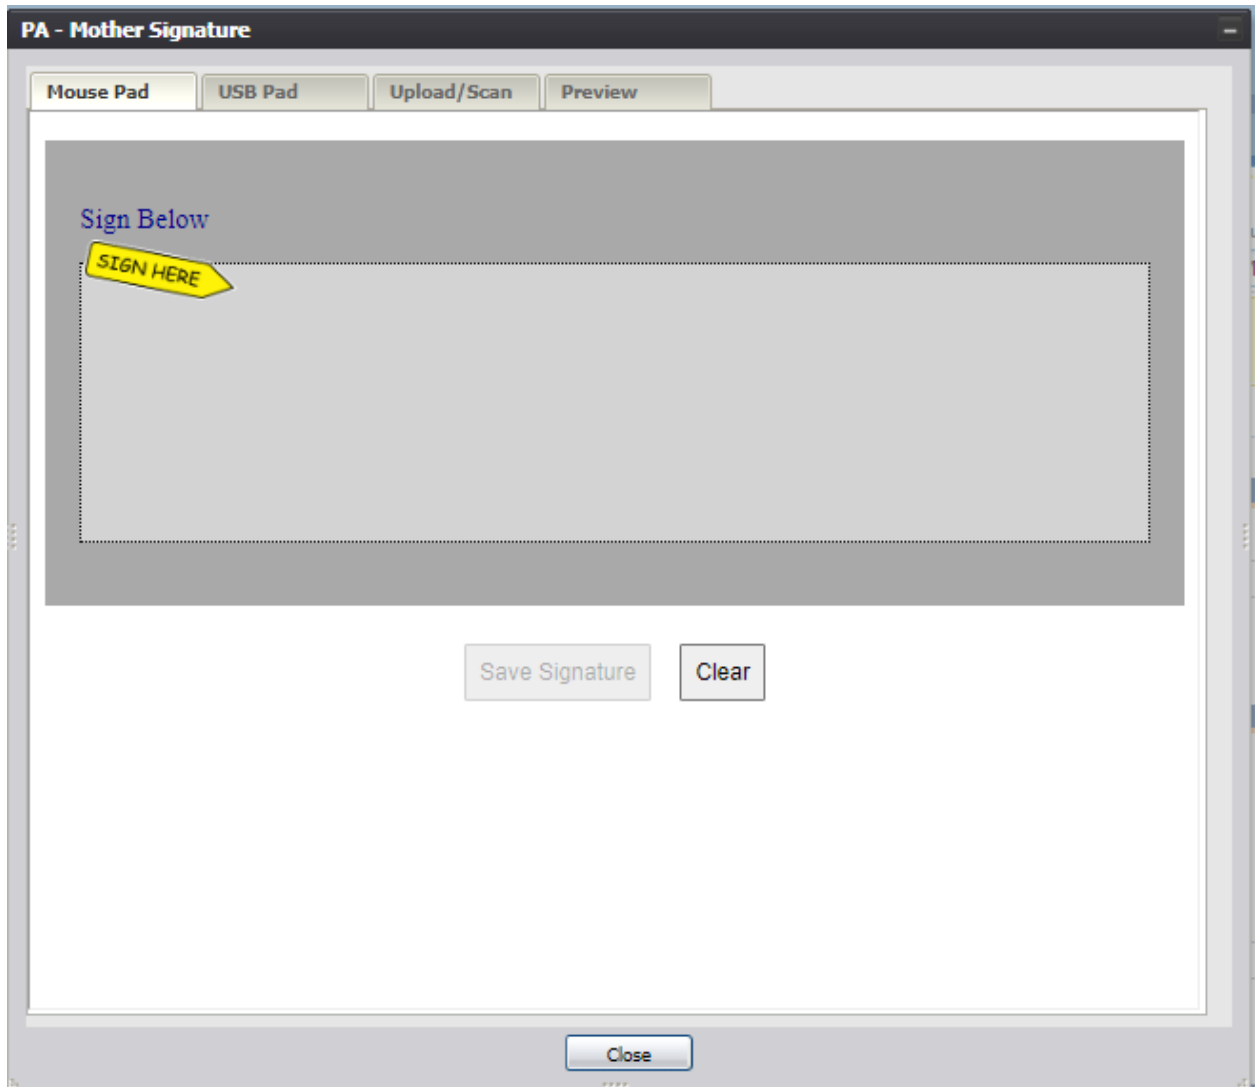 PA - Mother Signature
Mouse Pad USB Pad Upload/Scan Preview
Sign Below
SIGN HERE
Save Signature Clear
Close